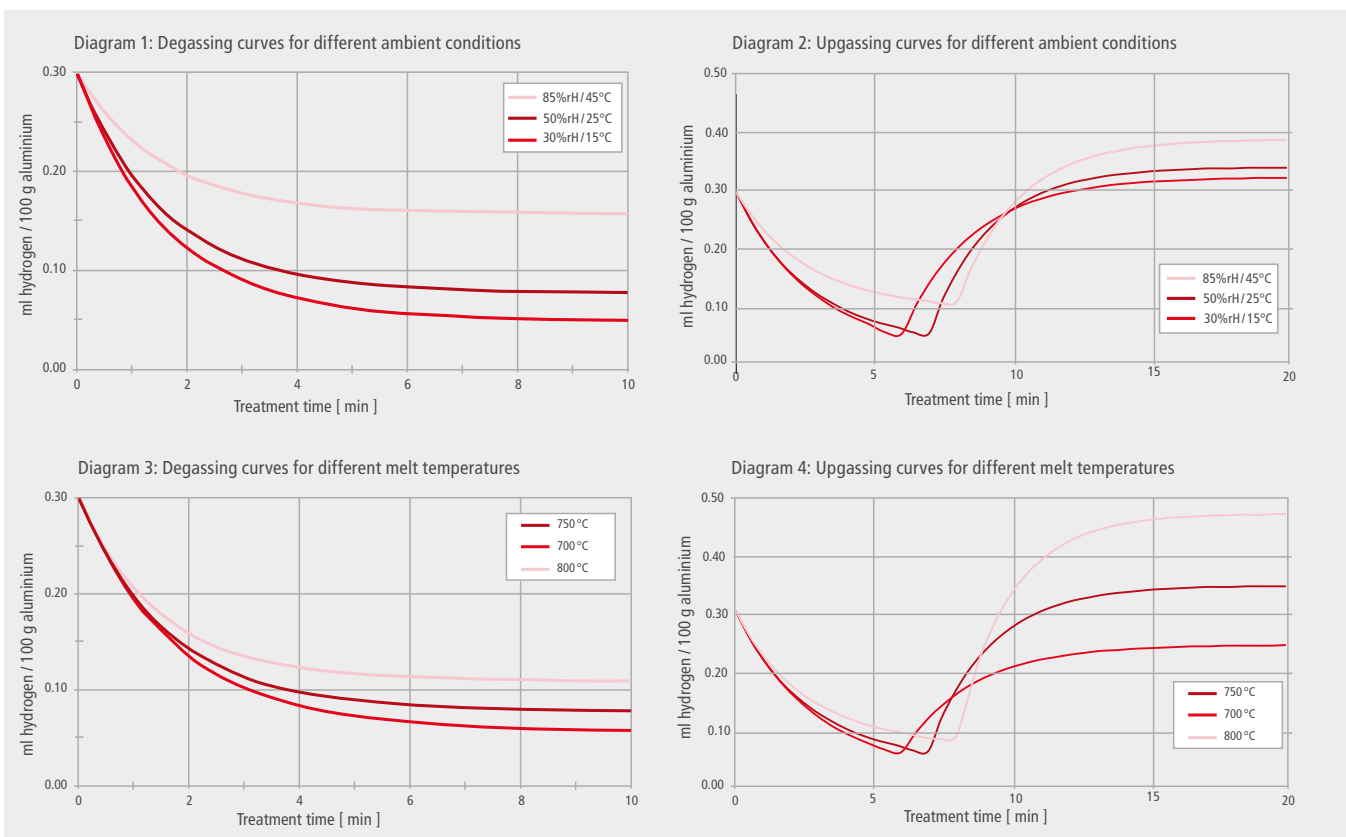 Diagram 1: Degassing curves for different ambient conditions
ml hydrogen / 100 g aluminium
0.30
0.20
0.10
0.00
85%rH/45°C
50%rH/25°C
30%rH/15°C
0 2 4 6 8 10
Treatment time [ min ]
Diagram 2: Upgassing curves for different ambient conditions
ml hydrogen / 100 g aluminium
0.50
0.40
0.30
0.20
0.10
0.00
85%rH/45°C
50%rH/25°C
30%rH/15°C
0 5 10 15 20
Treatment time [ min ]
Diagram 3: Degassing curves for different melt temperatures
ml hydrogen / 100 g aluminium
0.30
0.20
0.10
0.00
750°C
700°C
800°C
0 2 4 6 8 10
Treatment time [ min ]
Diagram 4: Upgassing curves for different melt temperatures
ml hydrogen / 100 g aluminium
0.50
0.40
0.30
0.20
0.10
0.00
750°C
700°C
800°C
0 5 10 15 20
Treatment time [ min ]